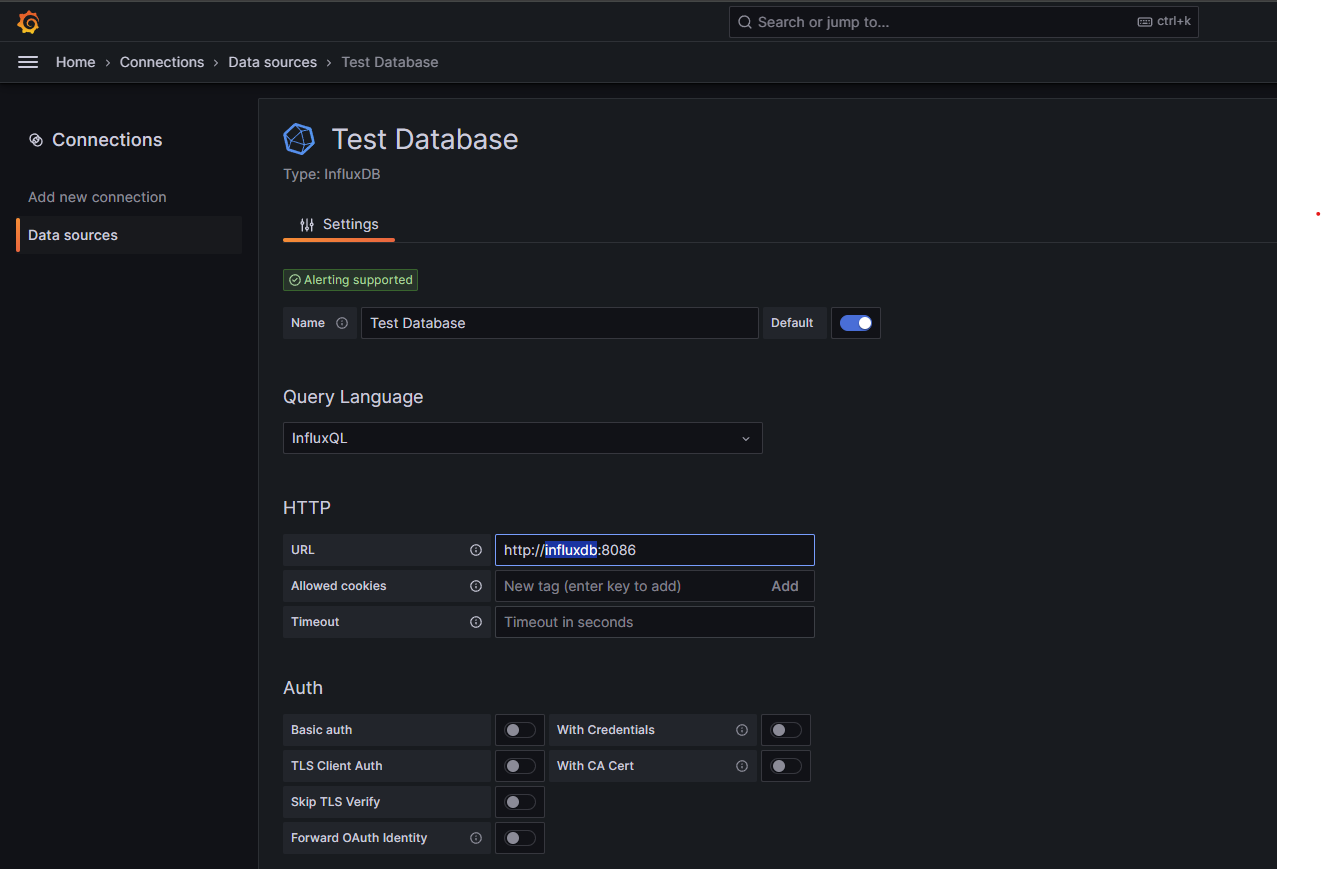 Search or jump to...
ctrl+k
Home › Connections › Data sources › Test Database
Connections
Add new connection
Data sources
Test Database
Type: InfluxDB
Settings
Alerting supported
Name
Test Database
Default
Query Language
InfluxQL
HTTP
URL
http://influxdb:8086
Allowed cookies
New tag (enter key to add)
Add
Timeout
Timeout in seconds
Auth
Basic auth
With Credentials
TLS Client Auth
With CA Cert
Skip TLS Verify
Forward OAuth Identity